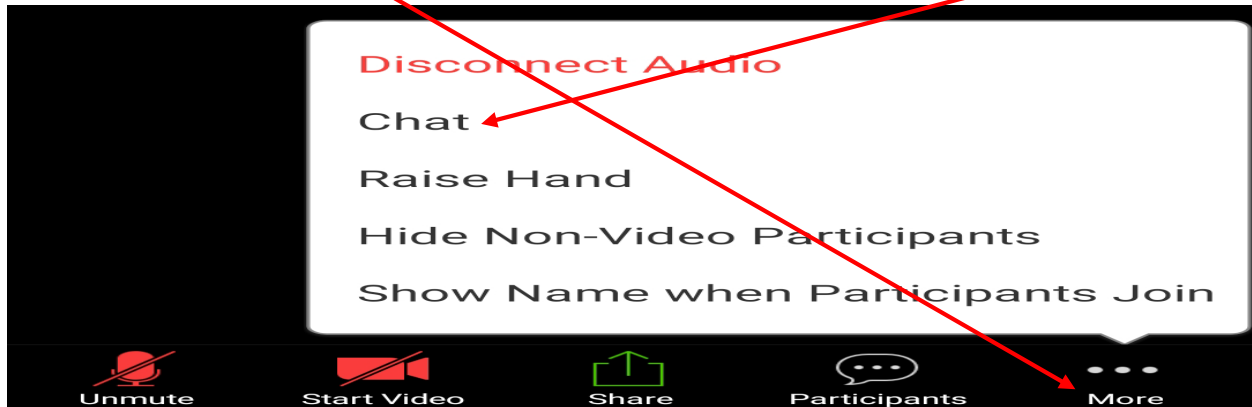 Disconnect Audio
Chat
Raise Hand
Hide Non-Video Participants
Show Name when Participants Join
Unmute Start Video Share Participants More